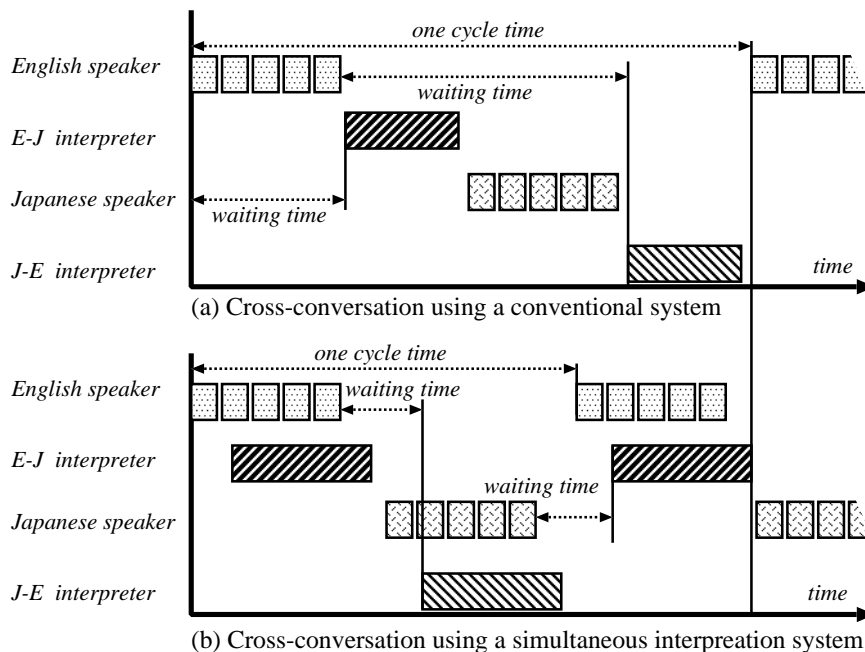 one cycle time
English speaker
waiting time
E-J interpreter
Japanese speaker
waiting time
J-E interpreter
time
(a) Cross-conversation using a conventional system
one cycle time
English speaker
waiting time
E-J interpreter
waiting time
Japanese speaker
J-E interpreter
time
(b) Cross-conversation using a simultaneous interpreation system